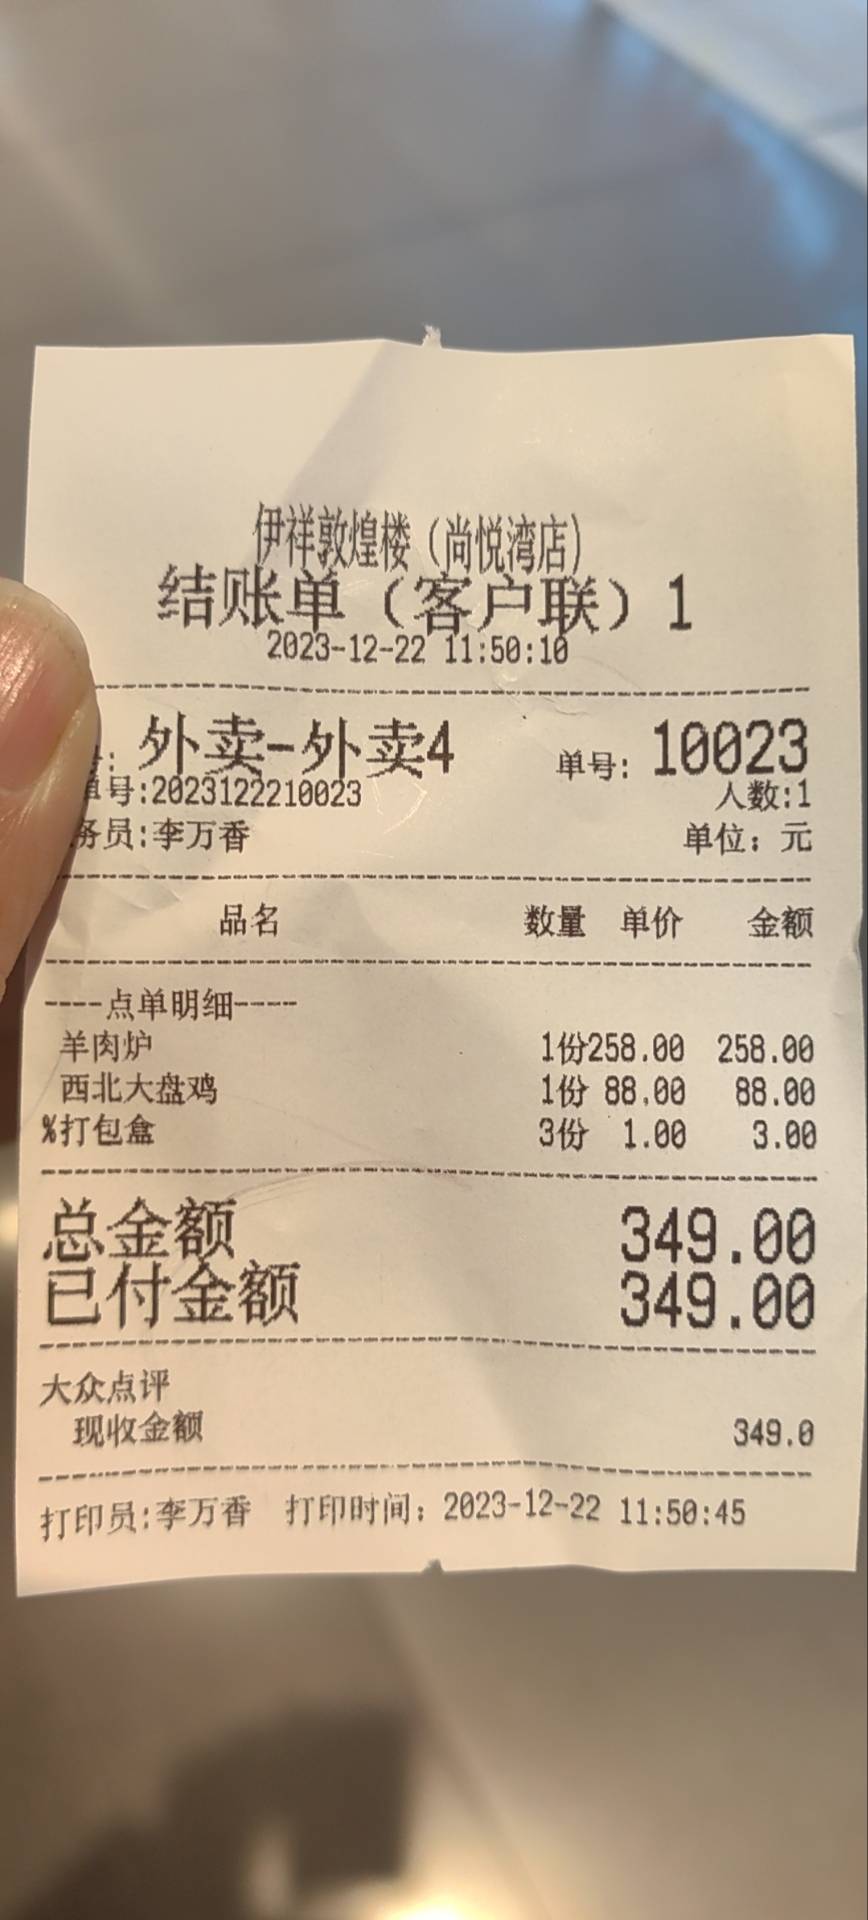 伊祥敦煌楼（尚悦湾店）
结账单（客户联）1
2023-12-22 11:50:10
: 外卖-外卖4 单号: 10023
单号:2023122210023 人数:1
务员:李万香 单位: 元
品名 数量 单价 金额
----点单明细----
羊肉炉 1份258.00 258.00
西北大盘鸡 1份 88.00 88.00
%打包盒 3份 1.00 3.00
总金额 349.00
已付金额 349.00
大众点评
现收金额 349.0
打印员:李万香 打印时间: 2023-12-22 11:50:45